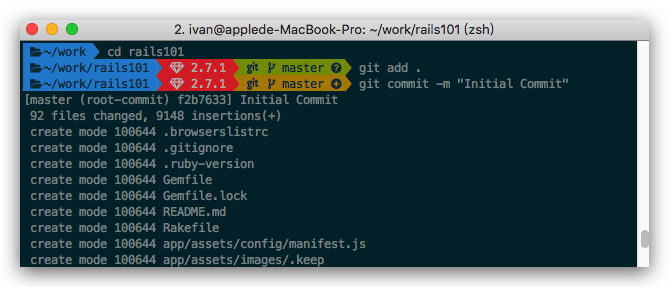 2. ivan@applede-MacBook-Pro: ~/work/rails101 (zsh)
~/work cd rails101
~/work/rails101 2.7.1 git master ? git add .
~/work/rails101 2.7.1 git master + git commit -m "Initial Commit"
[master (root-commit) f2b7633] Initial Commit
92 files changed, 9148 insertions(+)
create mode 100644 .browserslistrc
create mode 100644 .gitignore
create mode 100644 .ruby-version
create mode 100644 Gemfile
create mode 100644 Gemfile.lock
create mode 100644 README.md
create mode 100644 Rakefile
create mode 100644 app/assets/config/manifest.js
create mode 100644 app/assets/images/.keep